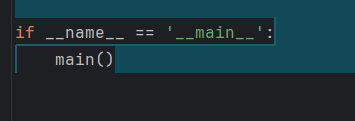 if __name__ == '__main__':
    main()